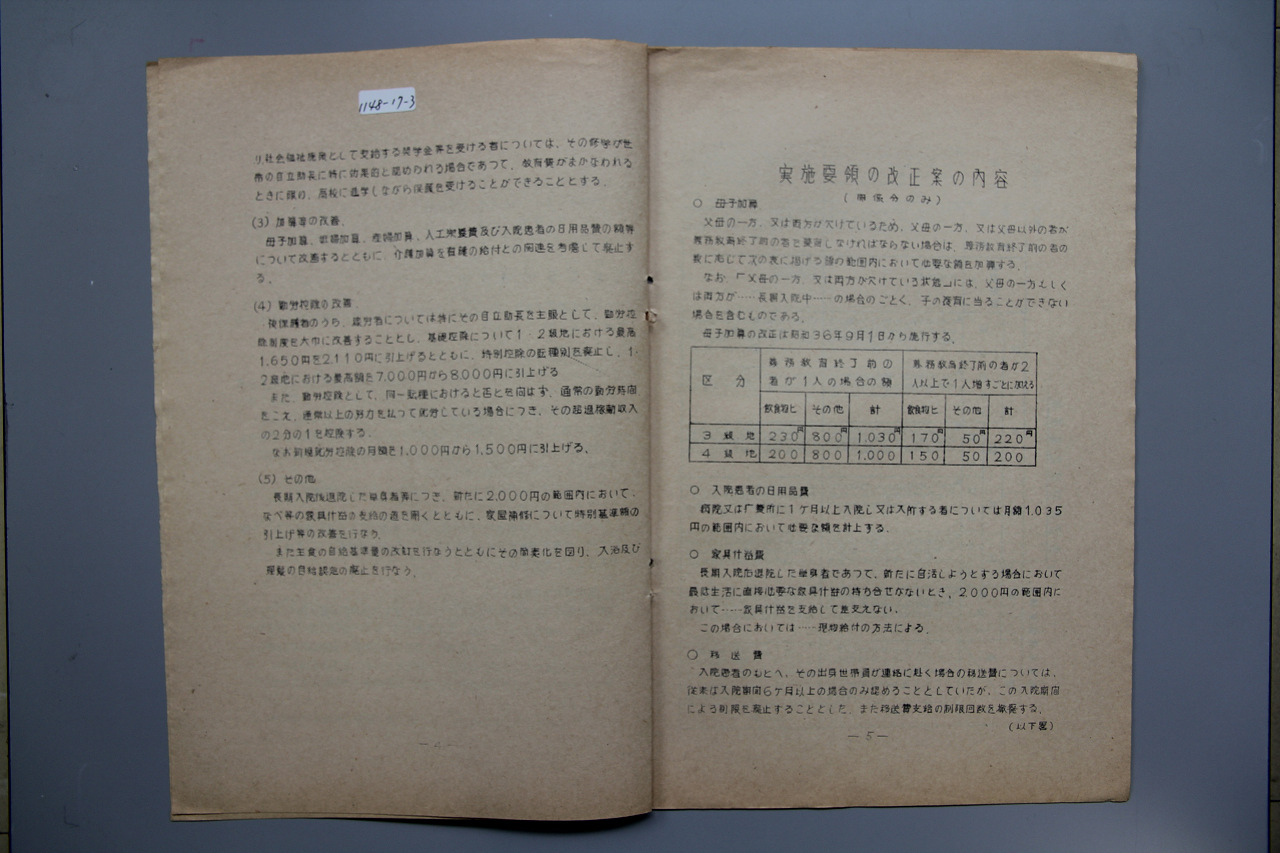 1148-17-3
り、社会福祉施策として支給する奨学金等を受ける者については、その修学が世
帯の自立助長に特に効果的と認められる場合であつて、教育費がまかなわれる
ときに限り、高校に進学しながら保護を受けることができることとする。
(3) 加算等の改善、
母子加算、妊婦加算、産婦加算、人工栄養費及び入院患者の日用品費の額等
について改善するとともに、介護加算を各種の給付との関連を考慮して廃止す
る。
(4) 勤労控除の改善、
被保護者のうち、稼労者については特にその自立助長を主眼として、勤労控
除制度を大巾に改善することとし、基礎控除について1・2級地における最高
1,650円を2,110円に引上げるとともに、特別控除の職種別を廃止し、1・
2級地における最高額を7,000円から8,000円に引上げる
また、勤労控除として、同一職種におけると否とを問はず、通常の勤労時間
をこえ、通常以上の努力を払つて就労している場合につき、その超過稼働収入
の2分の1を控除する。
なお前種就労控除の月額を1,000円から1,500円に引上げる。
(5) その他
長期入院後退院した単身者等につき、新たに2,000円の範囲内において、
なべ等の家具什器の支給の道を開くとともに、家屋補修について特別基準額の
引上げ等の改善を行なう。
また主食の自給基準量の改訂を行なうとともにその簡素化を図り、入浴及び
理髪の自給認定の廃止を行なう。
— 4 —
実施要領の改正案の内容
(関係分のみ)
○ 母子加算
父母の一方、又は両方が欠けているため、父母の一方、又は父母以外の者が
義務教育終了前の者を養育しなければならない場合は、義務教育終了前の者の
数に応じて次の表に掲げる額の範囲内において必要な額を加算する。
なお、「父母の一方、又は両方が欠けている状態」には、父母の一方もしく
は両方が……長期入院中……の場合のごとく、子の養育に当ることができない
場合を含むものである。
母子加算の改正は昭和36年9月1日から施行する。
区 分 義務教育終了前の者が1人の場合の額 義務教育終了前の者が2人以上で1人増すごとに加える
飲食物ヒ その他 計 飲食物ヒ その他 計
3級地 230円 800円 1,030円 170円 50円 220円
4級地 200 800 1,000 150 50 200
○ 入院患者の日用品費
病院又は療所に1ケ月以上入院し又は入所する者については月額1,035
円の範囲内において必要な額を計上する。
○ 家具什器費
長期入院后退院した単身者であつて、新たに自活しようとする場合において
最低生活に直接必要な家具什器の持ち合せがないとき、2,000円の範囲内に
おいて……家具什器を支給して差支えない。
この場合においては……現物給付の方法による。
○ 移送費
入院患者のもとへ、その出身世帯員が連絡に赴く場合の移送費については、
従来は入院期間6ケ月以上の場合のみ認めることとしていたが、この入院期間
による制限を廃止することとした、また移送費支給の制限回数を撤廃する。
(以下略)
— 5 —